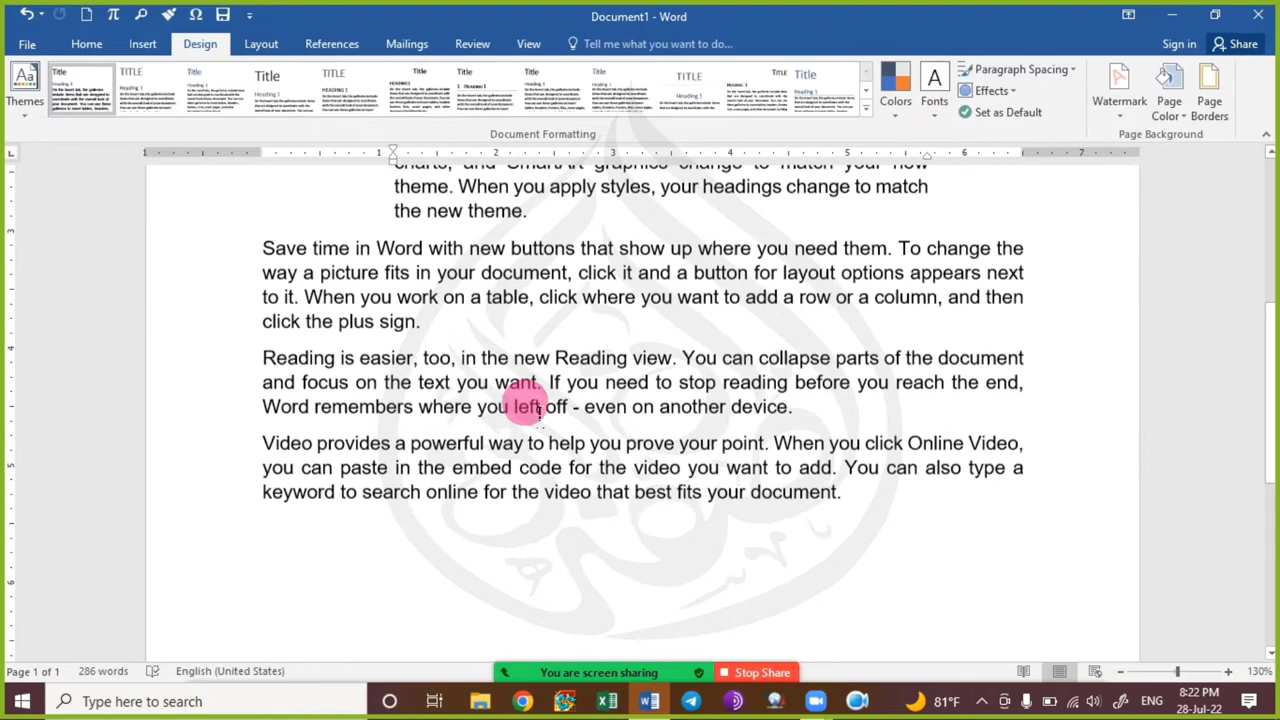 Document1 - Word
File Home Insert Design Layout References Mailings Review View Tell me what you want to do... Sign in Share
Themes
Colors
Fonts
Paragraph Spacing
Effects
Set as Default
Watermark
Page Color
Page Borders
Document Formatting
Page Background
1 1 2 3 4 5 6 7
theme. When you apply styles, your headings change to match
the new theme.
Save time in Word with new buttons that show up where you need them. To change the
way a picture fits in your document, click it and a button for layout options appears next
to it. When you work on a table, click where you want to add a row or a column, and then
click the plus sign.
Reading is easier, too, in the new Reading view. You can collapse parts of the document
and focus on the text you want. If you need to stop reading before you reach the end,
Word remembers where you left off - even on another device.
Video provides a powerful way to help you prove your point. When you click Online Video,
you can paste in the embed code for the video you want to add. You can also type a
keyword to search online for the video that best fits your document.
Page 1 of 1 286 words English (United States) You are screen sharing Stop Share 130%
Type here to search 81°F ENG 8:22 PM
28-Jul-22